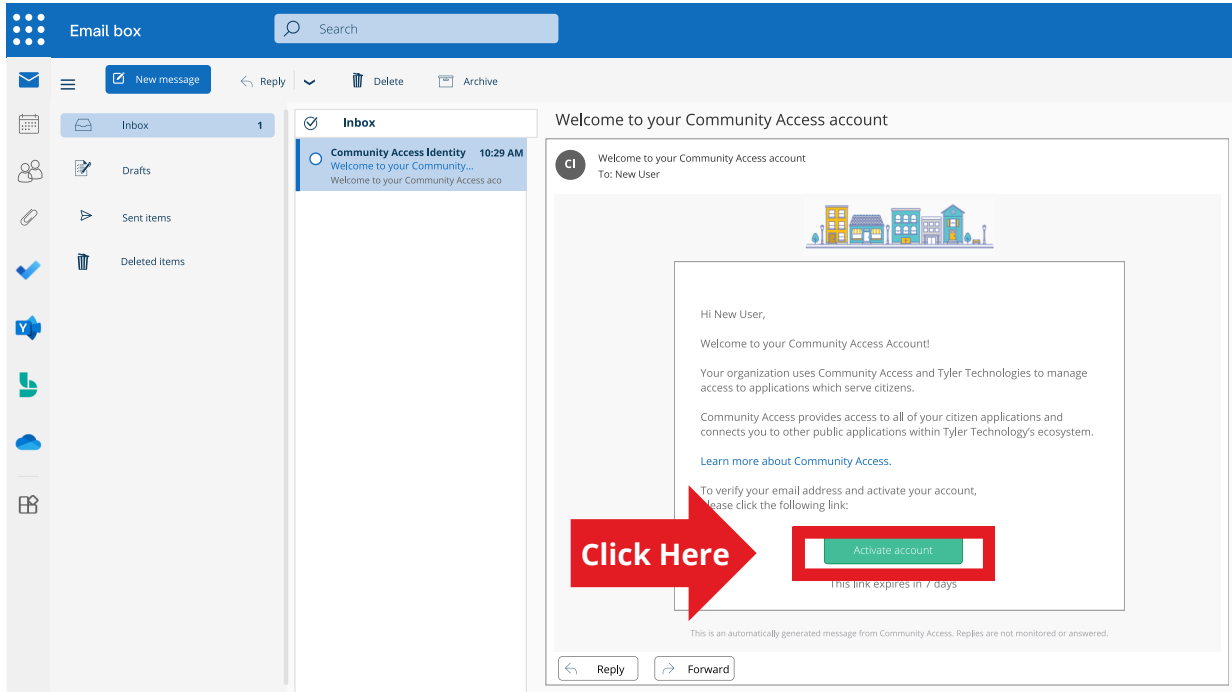 Email box
Search
New message
Reply
Delete
Archive
Inbox 1
Drafts
Sent items
Deleted items
Inbox
Community Access Identity 10:29 AM
Welcome to your Community...
Welcome to your Community Access aco
Welcome to your Community Access account
CI
Welcome to your Community Access account
To: New User
Hi New User,
Welcome to your Community Access Account!
Your organization uses Community Access and Tyler Technologies to manage
access to applications which serve citizens.
Community Access provides access to all of your citizen applications and
connects you to other public applications within Tyler Technology's ecosystem.
Learn more about Community Access.
To verify your email address and activate your account,
please click the following link:
Click Here
Activate account
This link expires in 7 days
This is an automatically generated message from Community Access. Replies are not monitored or answered.
Reply
Forward